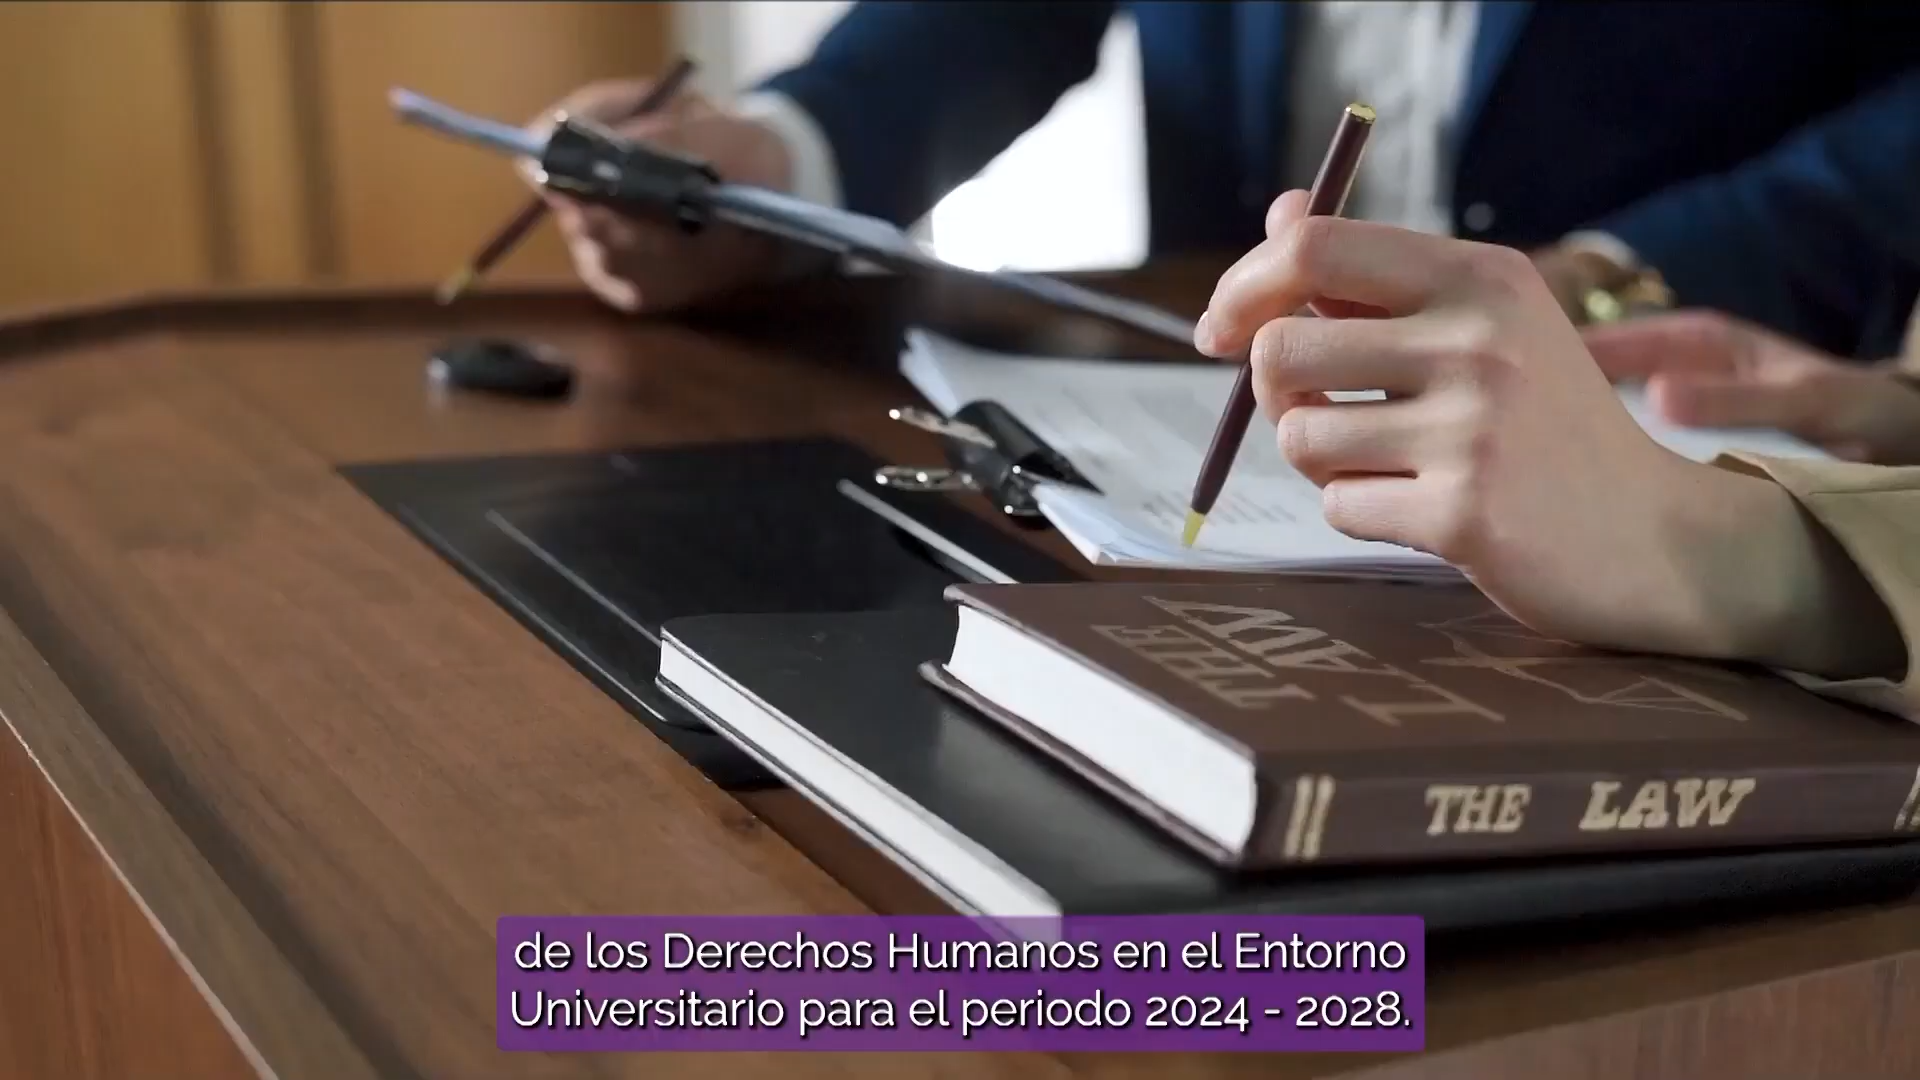 THE
LAW
THE LAW
de los Derechos Humanos en el Entorno
Universitario para el periodo 2024 - 2028.